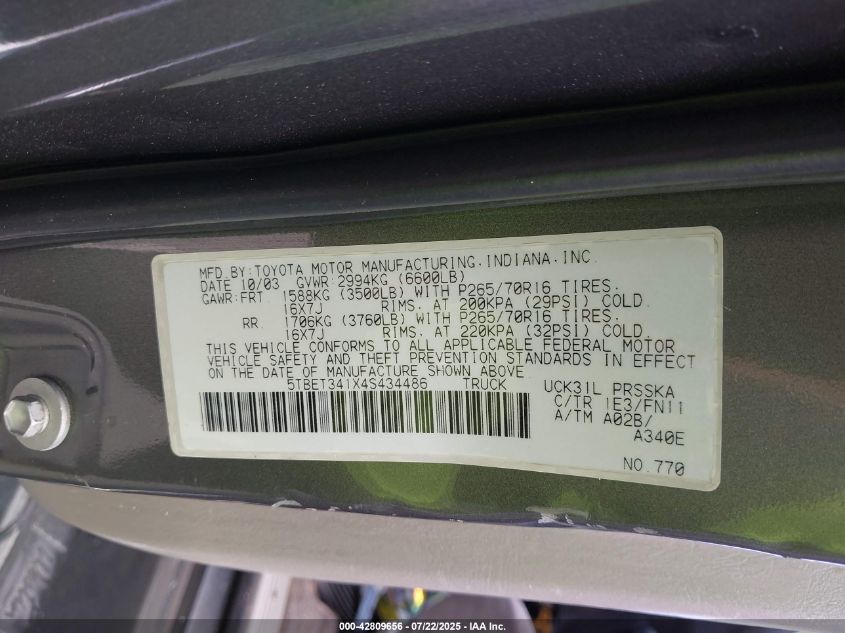 MFD.BY:TOYOTA MOTOR MANUFACTURING.INDIANA,INC.
DATE 10/03 GVWR:2994KG (6600LB)
GAWR:FRT. 1588KG (3500LB) WITH P265/70R16 TIRES.
16X7J RIMS. AT 200KPA (29PSI) COLD.
RR. 1706KG (3760LB) WITH P265/70R16 TIRES.
16X7J RIMS. AT 220KPA (32PSI) COLD.
THIS VEHICLE CONFORMS TO ALL APPLICABLE FEDERAL MOTOR
VEHICLE SAFETY AND THEFT PREVENTION STANDARDS IN EFFECT
ON THE DATE OF MANUFACTURE SHOWN ABOVE
5TBET341X4S434486 TRUCK
UCK31L PRSSKA
C/TR 1E3/FN11
A/TM A02B/
A340E
NO.770
000-42809656 - 07/22/2025 - IAA Inc.